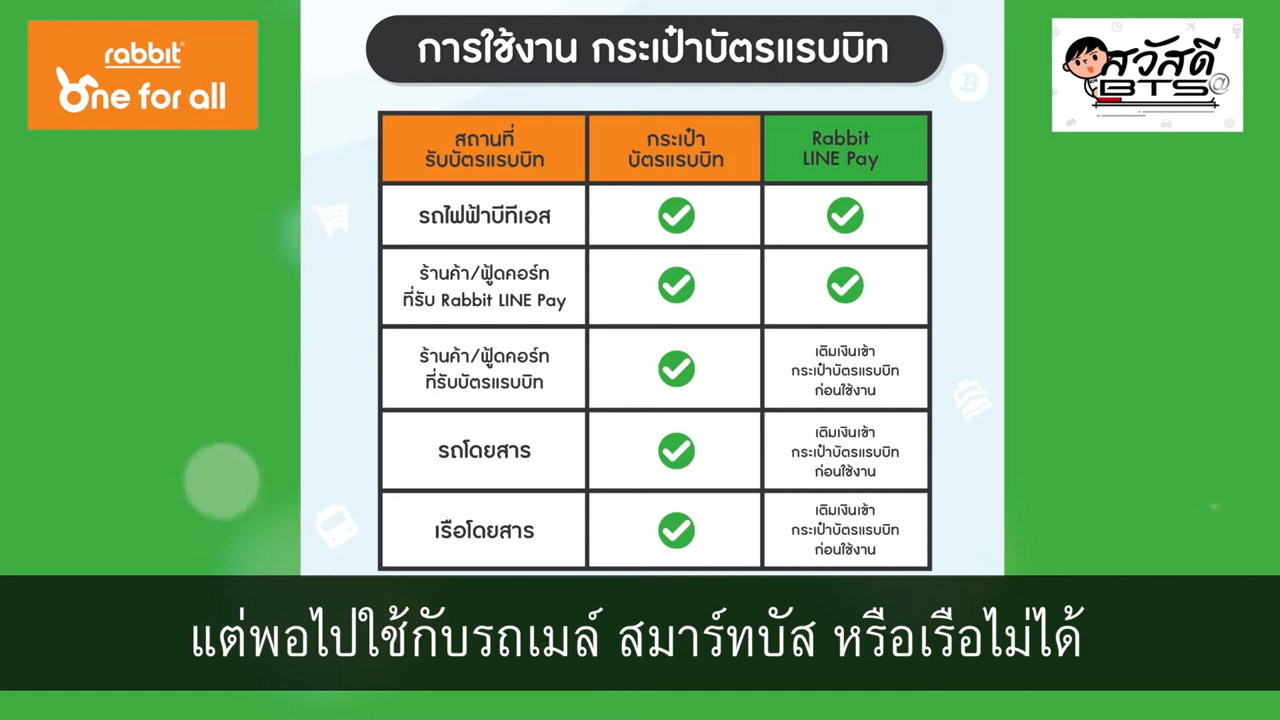 rabbit
One for all
การใช้งาน กระเป๋าบัตรแรบบิท
สวัสดี
BTS@
สถานที่
รับบัตรแรบบิท
กระเป๋า
บัตรแรบบิท
Rabbit
LINE Pay
รถไฟฟ้าบีทีเอส
ร้านค้า/ฟู้ดคอร์ท
ที่รับ Rabbit LINE Pay
ร้านค้า/ฟู้ดคอร์ท
ที่รับบัตรแรบบิท
เติมเงินเข้า
กระเป๋าบัตรแรบบิท
ก่อนใช้งาน
รถโดยสาร
เติมเงินเข้า
กระเป๋าบัตรแรบบิท
ก่อนใช้งาน
เรือโดยสาร
เติมเงินเข้า
กระเป๋าบัตรแรบบิท
ก่อนใช้งาน
แต่พอไปใช้กับรถเมล์ สมาร์ทบัส หรือเรือไม่ได้